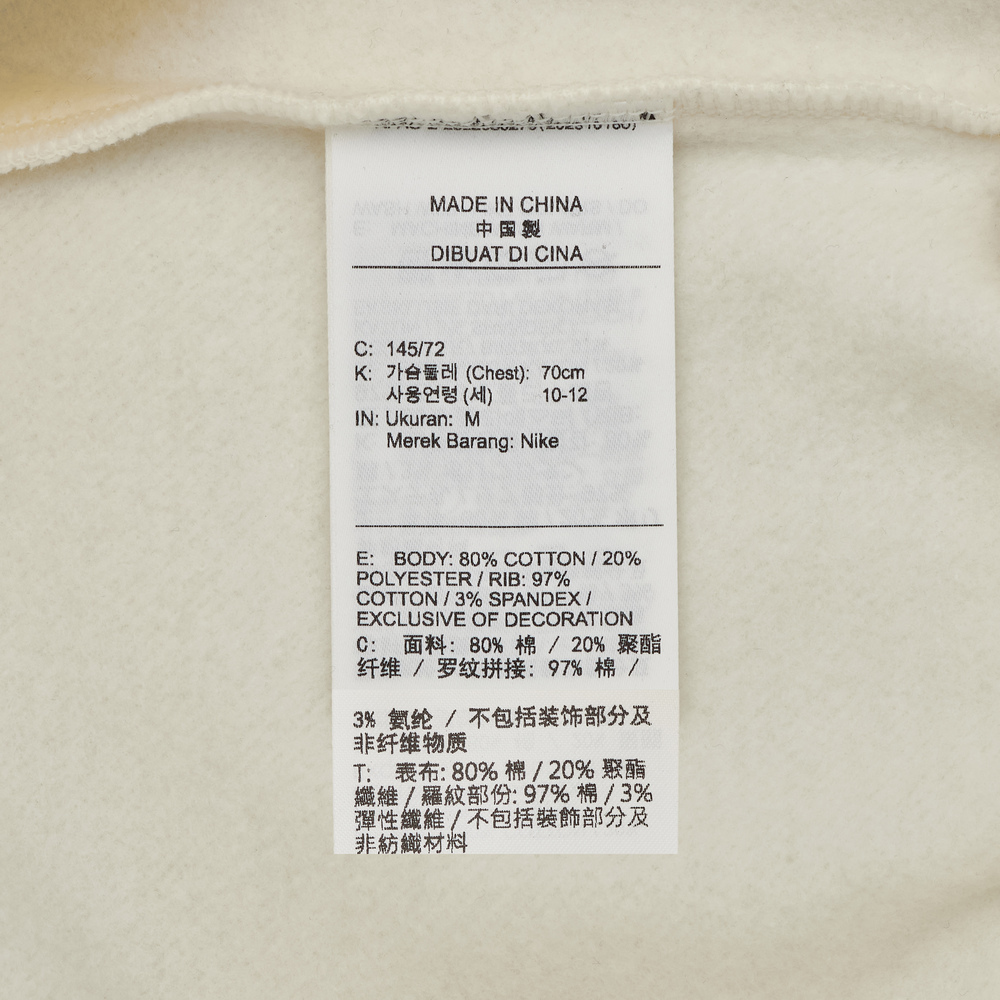 MADE IN CHINA
中国製
DIBUAT DI CINA
C: 145/72
K: 가슴둘레 (Chest): 70cm
사용연령 (세) 10-12
IN: Ukuran: M
Merek Barang: Nike
E: BODY: 80% COTTON / 20%
POLYESTER / RIB: 97%
COTTON / 3% SPANDEX /
EXCLUSIVE OF DECORATION
C: 面料: 80% 棉 / 20% 聚酯
纤维 / 罗纹拼接: 97% 棉 /
3% 氨纶 / 不包括装饰部分及
非纤维物质
T: 表布: 80% 棉 / 20% 聚酯
纖維 / 羅紋部份: 97% 棉 / 3%
彈性纖維 / 不包括裝飾部分及
非紡織材料